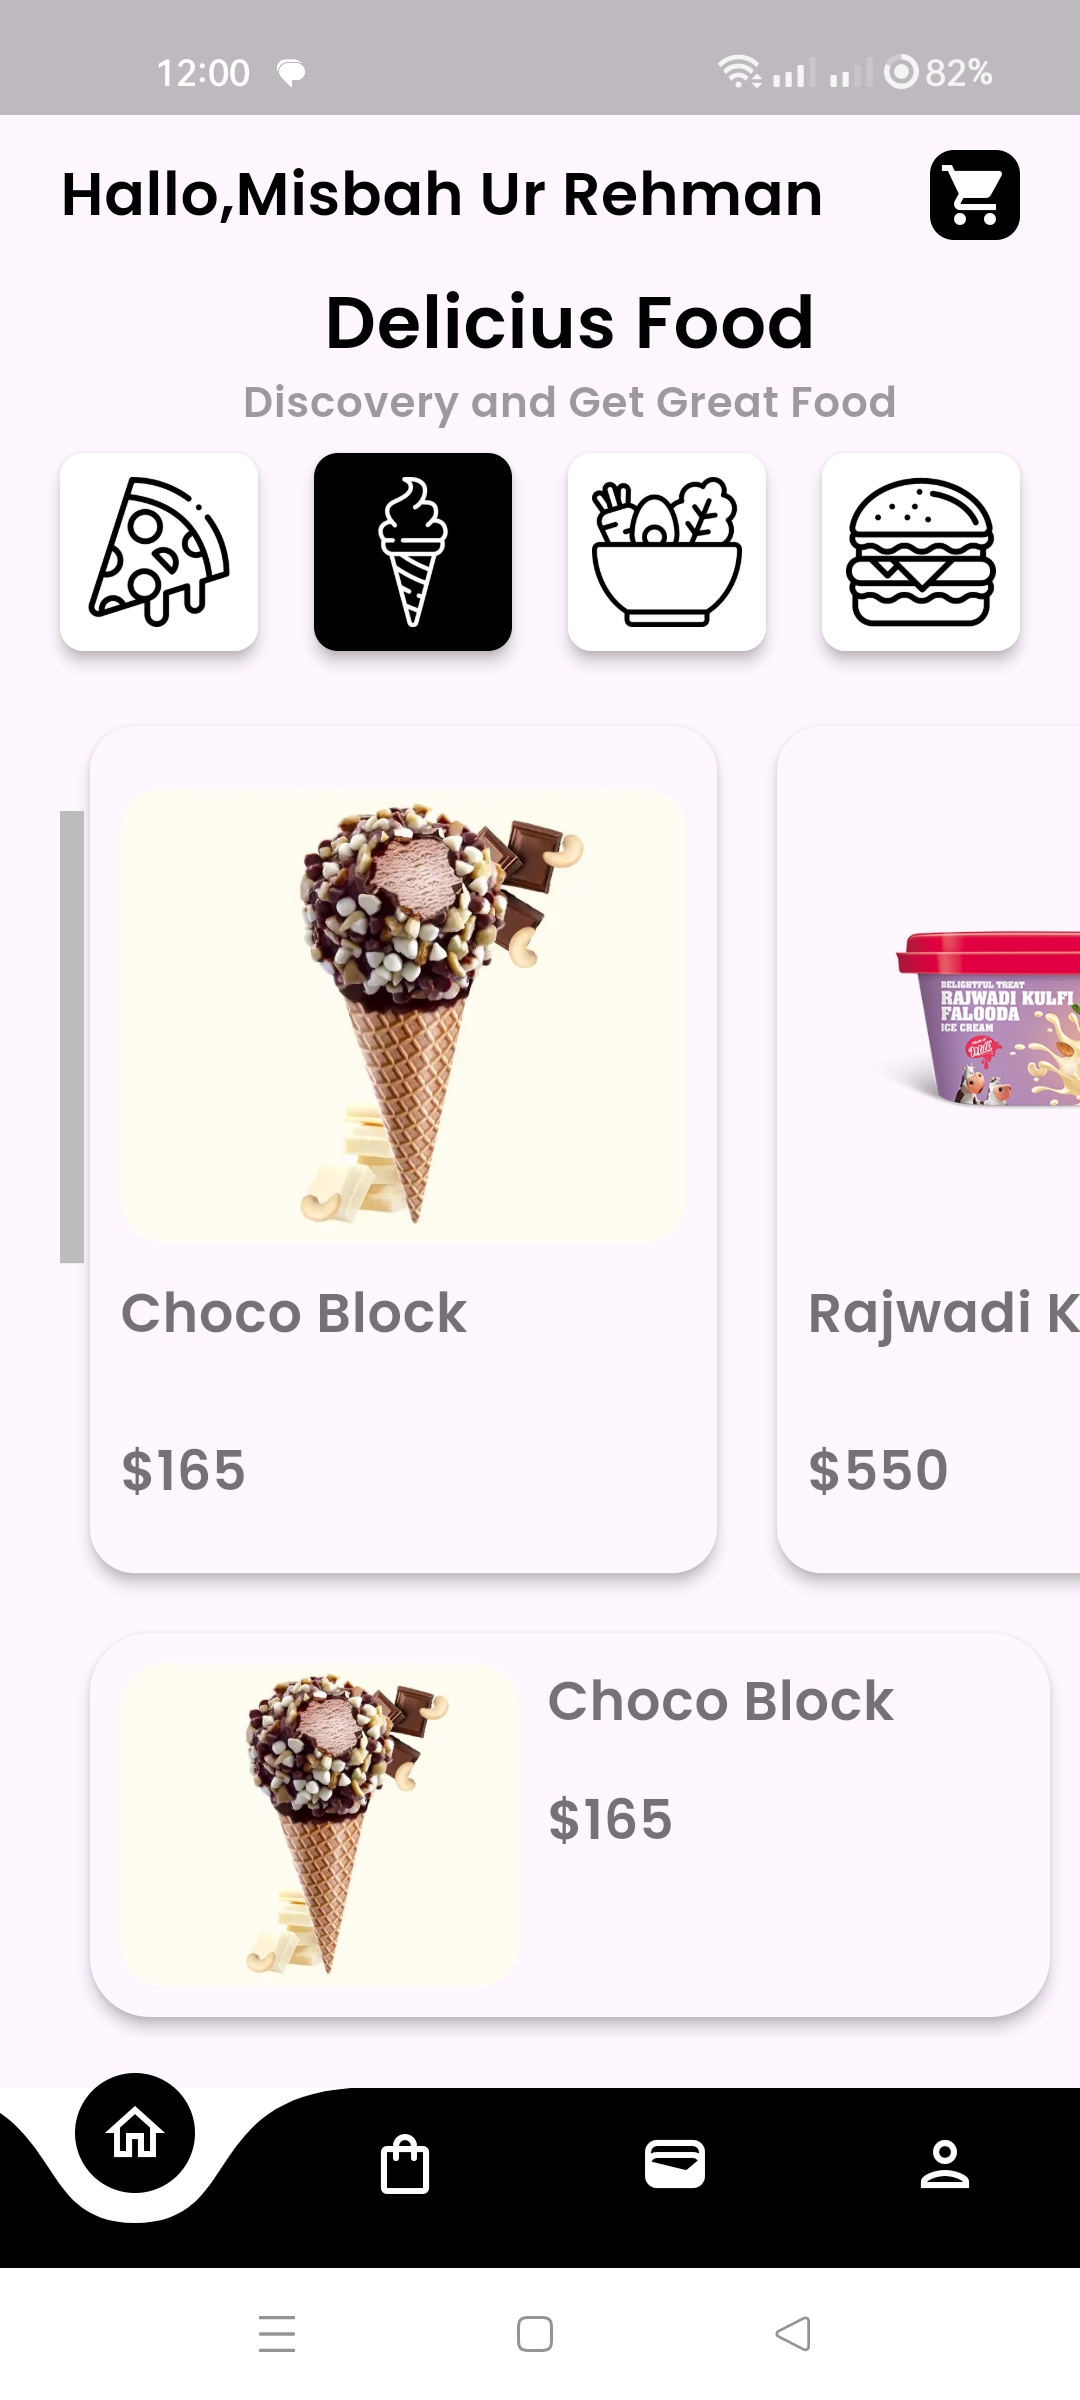 12:00
82%
Hallo,Misbah Ur Rehman
Delicius Food
Discovery and Get Great Food
DELIGHTFUL TREAT
RAJWADI KULFI
FALOODA
ICE CREAM
Choco Block
Rajwadi K
$165
$550
Choco Block
$165